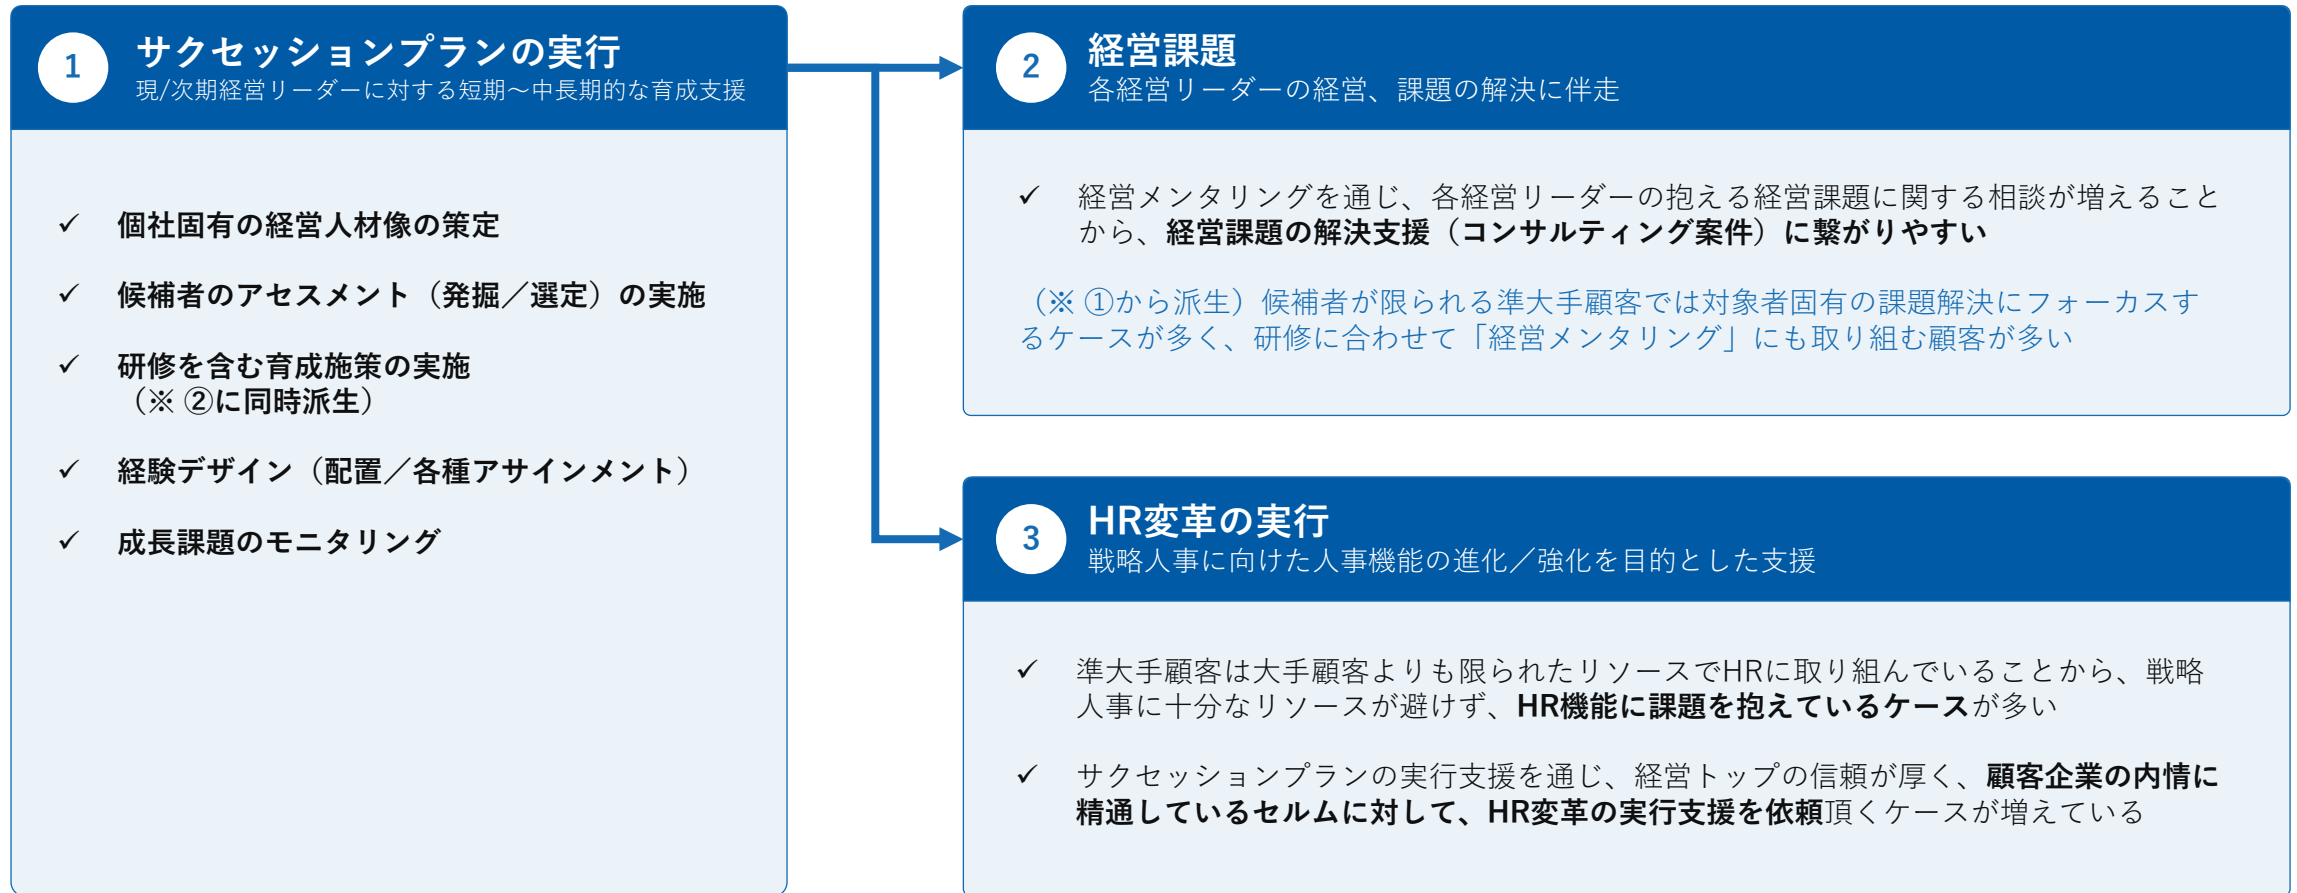 1
サクセッションプランの実行
現/次期経営リーダーに対する短期～中長期的な育成支援
✓ 個社固有の経営人材像の策定
✓ 候補者のアセスメント（発掘／選定）の実施
✓ 研修を含む育成施策の実施
（※ ②に同時派生）
✓ 経験デザイン（配置／各種アサインメント）
✓ 成長課題のモニタリング
2
経営課題
各経営リーダーの経営、課題の解決に伴走
✓ 経営メンタリングを通じ、各経営リーダーの抱える経営課題に関する相談が増えること
から、経営課題の解決支援（コンサルティング案件）に繋がりやすい
（※ ①から派生）候補者が限られる準大手顧客では対象者固有の課題解決にフォーカスす
るケースが多く、研修に合わせて「経営メンタリング」にも取り組む顧客が多い
3
HR変革の実行
戦略人事に向けた人事機能の進化／強化を目的とした支援
✓ 準大手顧客は大手顧客よりも限られたリソースでHRに取り組んでいることから、戦略
人事に十分なリソースが避けず、HR機能に課題を抱えているケースが多い
✓ サクセッションプランの実行支援を通じ、経営トップの信頼が厚く、顧客企業の内情に
精通しているセルムに対して、HR変革の実行支援を依頼頂くケースが増えている